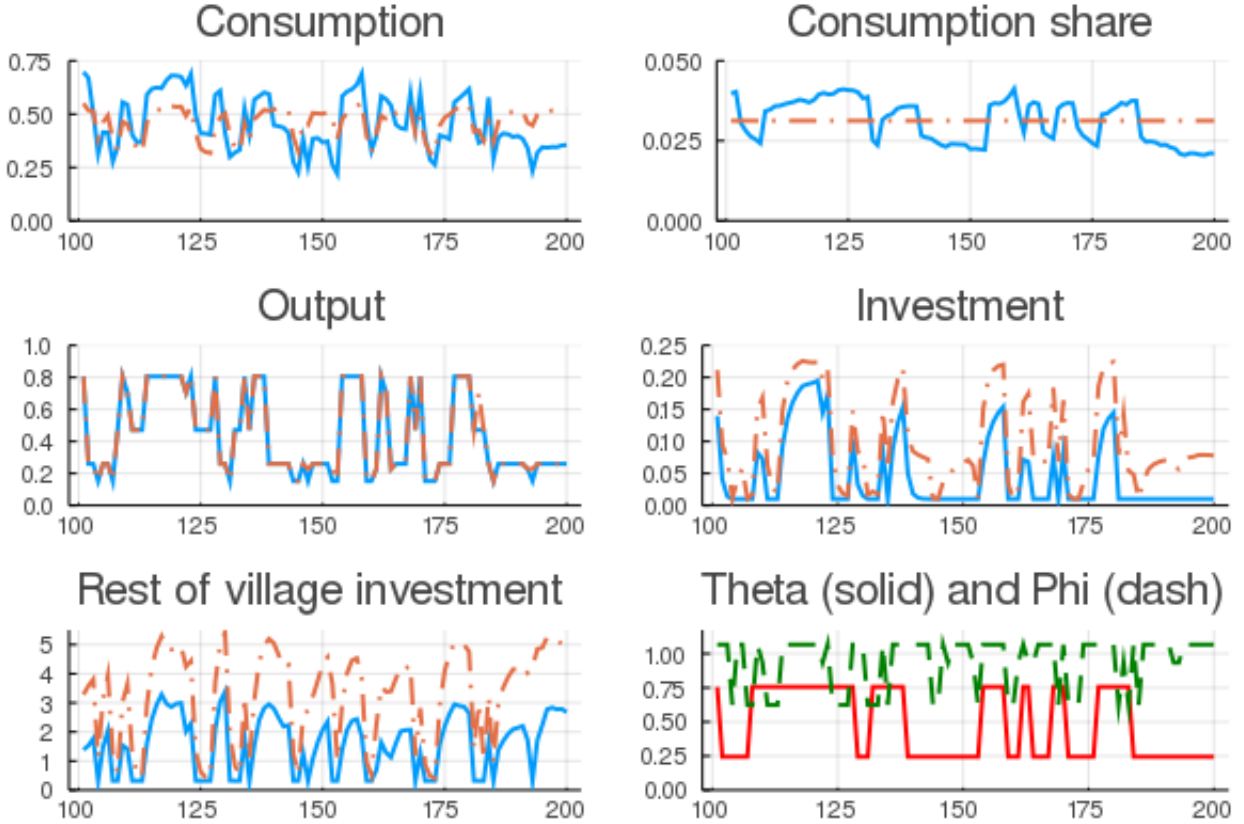 Consumption
0.75
0.50
0.25
0.00
100 125 150 175 200
Consumption share
0.050
0.025
0.000
100 125 150 175 200
Output
1.0
0.8
0.6
0.4
0.2
0.0
100 125 150 175 200
Investment
0.25
0.20
0.15
0.10
0.05
0.00
100 125 150 175 200
Rest of village investment
5
4
3
2
1
0
100 125 150 175 200
Theta (solid) and Phi (dash)
1.00
0.75
0.50
0.25
0.00
100 125 150 175 200